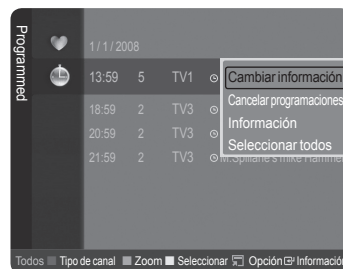 Programmed
1 / 1 / 2008
13:59 5 TV1
18:59 2 TV3
20:59 2 TV3
21:59 2 TV3 M.Spillane's mike Hammer
Cambiar información
Cancelar programaciones
Información
Seleccionar todos
Todos Tipo de canal Zoom Seleccionar Opción Información